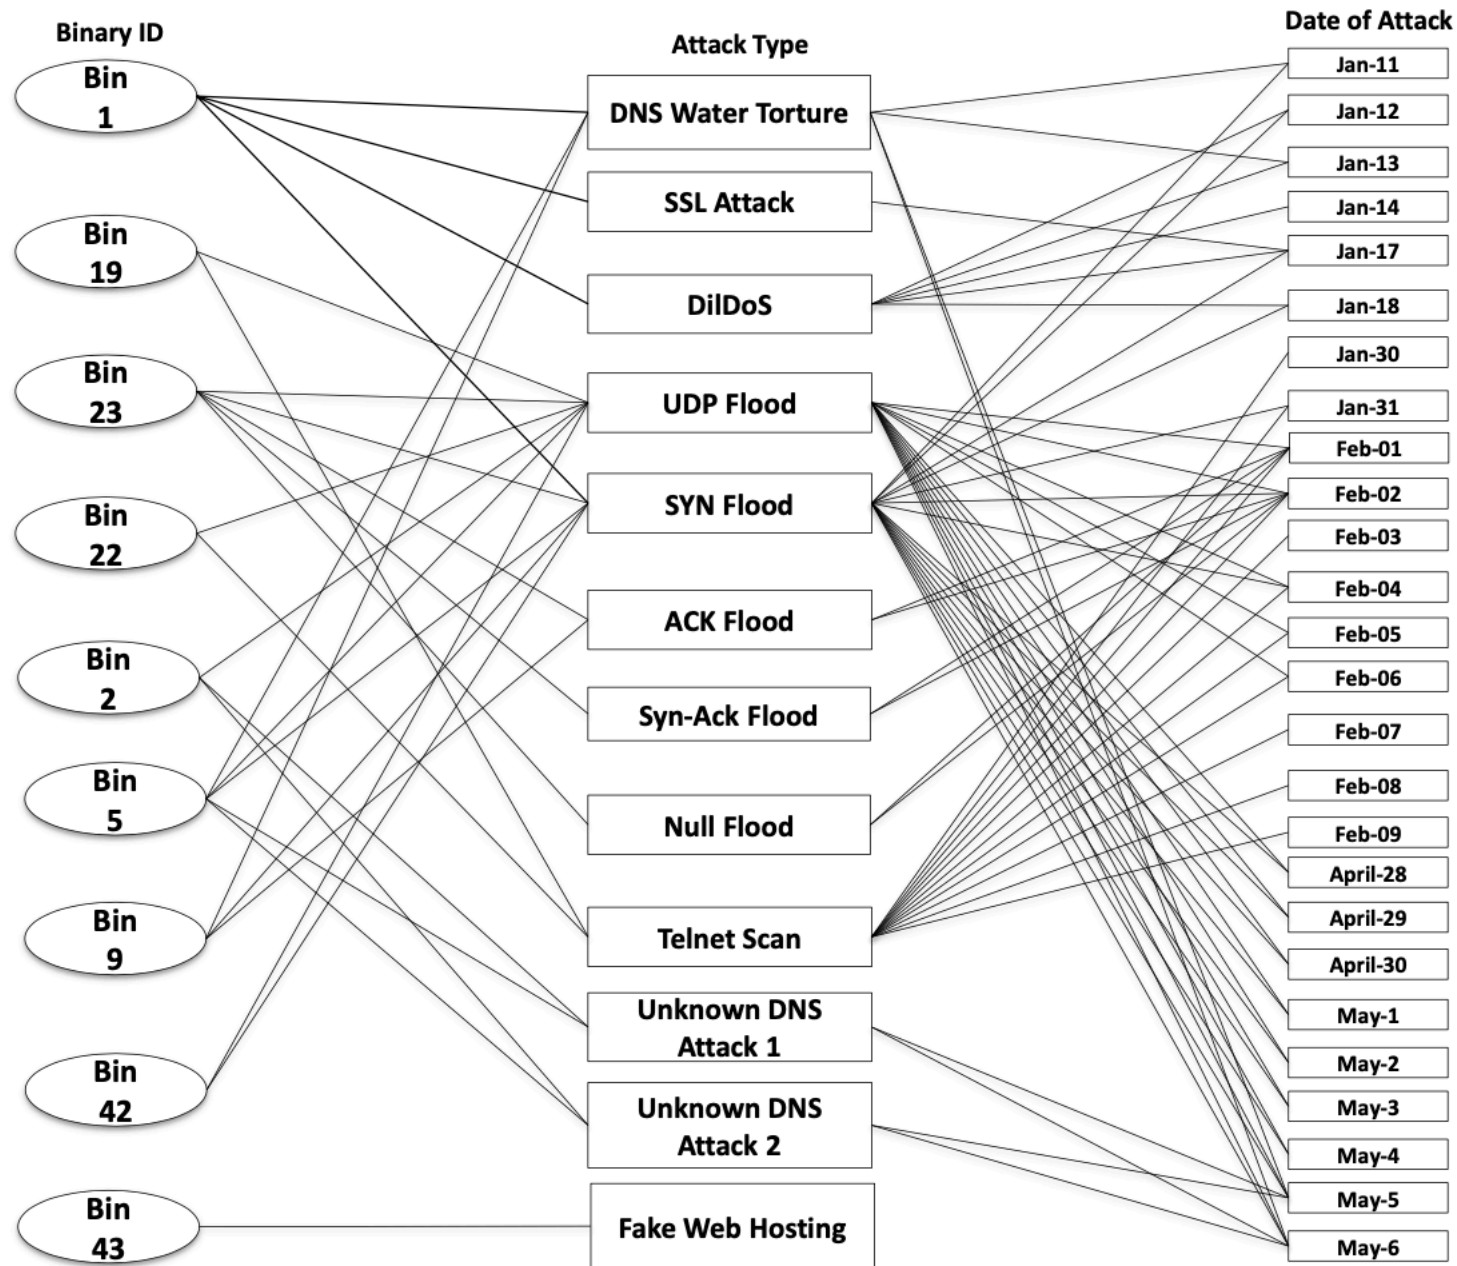 Binary ID
Bin
1
Bin
19
Bin
23
Bin
22
Bin
2
Bin
5
Bin
9
Bin
42
Bin
43
Attack Type
DNS Water Torture
SSL Attack
DilDoS
UDP Flood
SYN Flood
ACK Flood
Syn-Ack Flood
Null Flood
Telnet Scan
Unknown DNS
Attack 1
Unknown DNS
Attack 2
Fake Web Hosting
Date of Attack
Jan-11
Jan-12
Jan-13
Jan-14
Jan-17
Jan-18
Jan-30
Jan-31
Feb-01
Feb-02
Feb-03
Feb-04
Feb-05
Feb-06
Feb-07
Feb-08
Feb-09
April-28
April-29
April-30
May-1
May-2
May-3
May-4
May-5
May-6